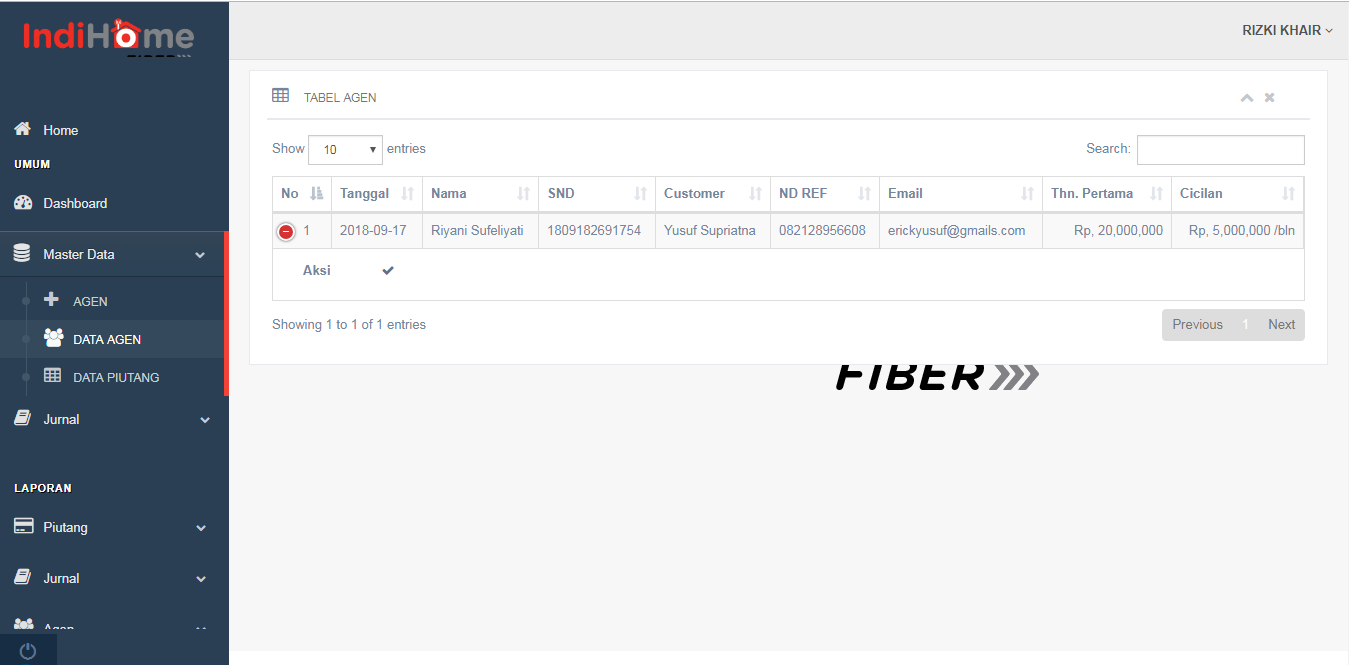 IndiHome
FIBER
RIZKI KHAIR
Home
UMUM
Dashboard
Master Data
AGEN
DATA AGEN
DATA PIUTANG
Jurnal
LAPORAN
Piutang
Jurnal
Agen
TABEL AGEN
Show 10 entries
Search:
No Tanggal Nama SND Customer ND REF Email Thn. Pertama Cicilan
1 2018-09-17 Riyani Sufeliyati 1809182691754 Yusuf Supriatna 082128956608 erickyusuf@gmails.com Rp, 20,000,000 Rp, 5,000,000 /bln
Aksi
Showing 1 to 1 of 1 entries
Previous 1 Next
FIBER